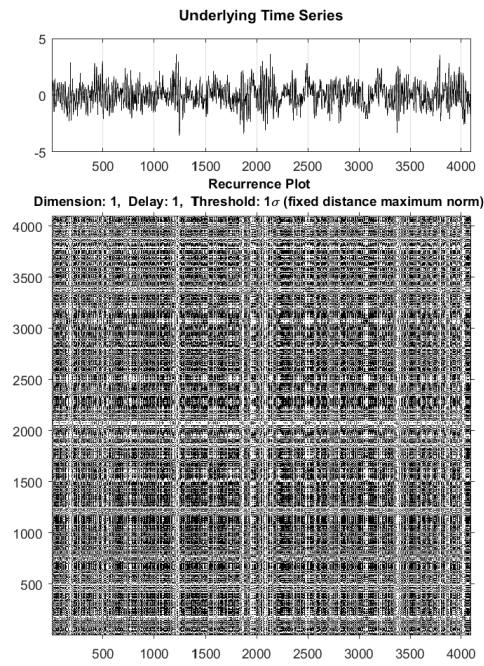 Underlying Time Series
5
0
-5
500 1000 1500 2000 2500 3000 3500 4000
Recurrence Plot
Dimension: 1, Delay: 1, Threshold: 1σ (fixed distance maximum norm)
4000
3500
3000
2500
2000
1500
1000
500
500 1000 1500 2000 2500 3000 3500 4000